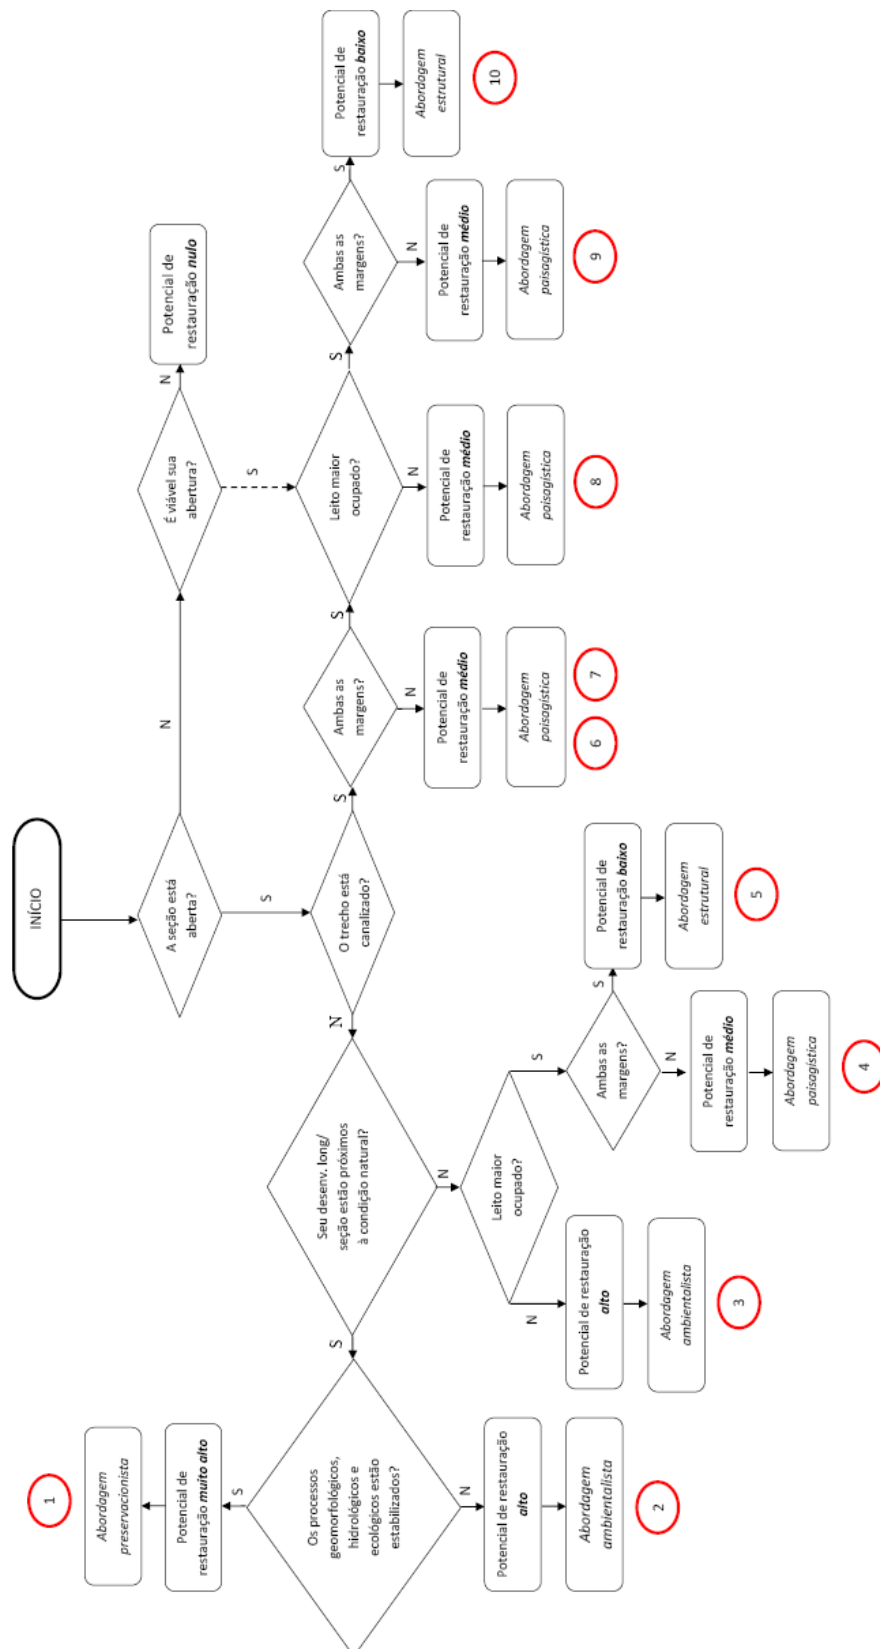 INÍCIO
A seção está
aberta?
N
S
É viável sua
abertura?
N
Potencial de
restauração nulo
S
O trecho está
canalizado?
S
N
Ambas as
margens?
S
N
Potencial de
restauração médio
Abordagem
paisagística
6
7
Leito maior
ocupado?
S
N
Potencial de
restauração médio
Abordagem
paisagística
8
Ambas as
margens?
S
N
Potencial de
restauração médio
Abordagem
paisagística
9
Potencial de
restauração baixo
Abordagem
estrutural
10
Seu desenv. long/
seção estão próximos
à condição natural?
S
N
Leito maior
ocupado?
S
N
Ambas as
margens?
S
N
Potencial de
restauração baixo
Abordagem
estrutural
5
Potencial de
restauração médio
Abordagem
paisagística
4
Potencial de restauração
alto
Abordagem
ambientalista
3
Os processos
geomorfológicos,
hidrológicos e
ecológicos estão
estabilizados?
S
N
Potencial de
restauração muito alto
Abordagem
preservacionista
1
Potencial de restauração
alto
Abordagem
ambientalista
2